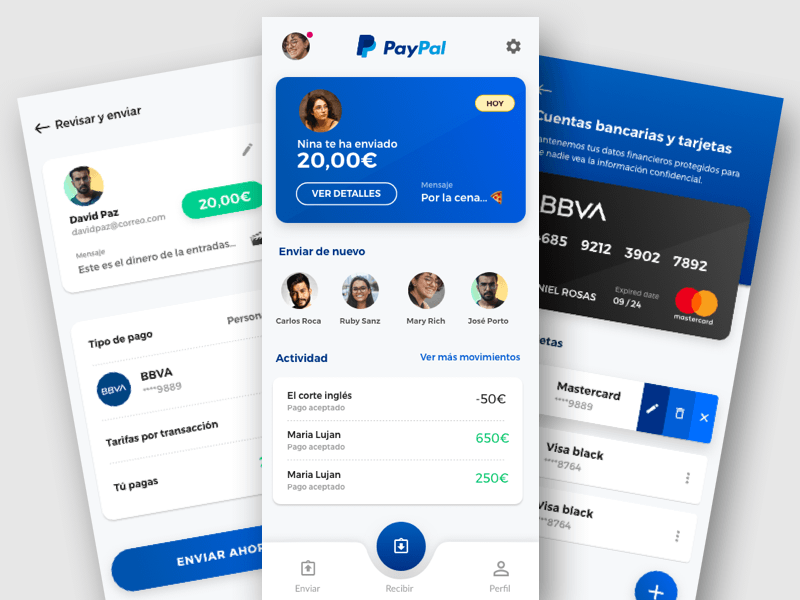 Revisar y enviar
David Paz
davidpaz@correo.com
20,00€
Mensaje
Este es el dinero de la entradas...
Tipo de pago
Person
BBVA
BBVA
****9889
Tarifas por transacción
Tú pagas
ENVIAR AHOR
PayPal
HOY
Nina te ha enviado
20,00€
VER DETALLES
Mensaje
Por la cena...
Enviar de nuevo
Carlos Roca
Ruby Sanz
Mary Rich
José Porto
Actividad
Ver más movimientos
El corte inglés
Pago aceptado
-50€
Maria Lujan
Pago aceptado
650€
Maria Lujan
Pago aceptado
250€
Enviar
Recibir
Perfil
Cuentas bancarias y tarjetas
antenemos tus datos financieros protegidos para
e nadie vea la información confidencial.
BBVA
685 9212 3902 7892
NIEL ROSAS
Expired date
09 / 24
mastercard
etas
Mastercard
****9889
Visa black
****8764
Visa black
****8764